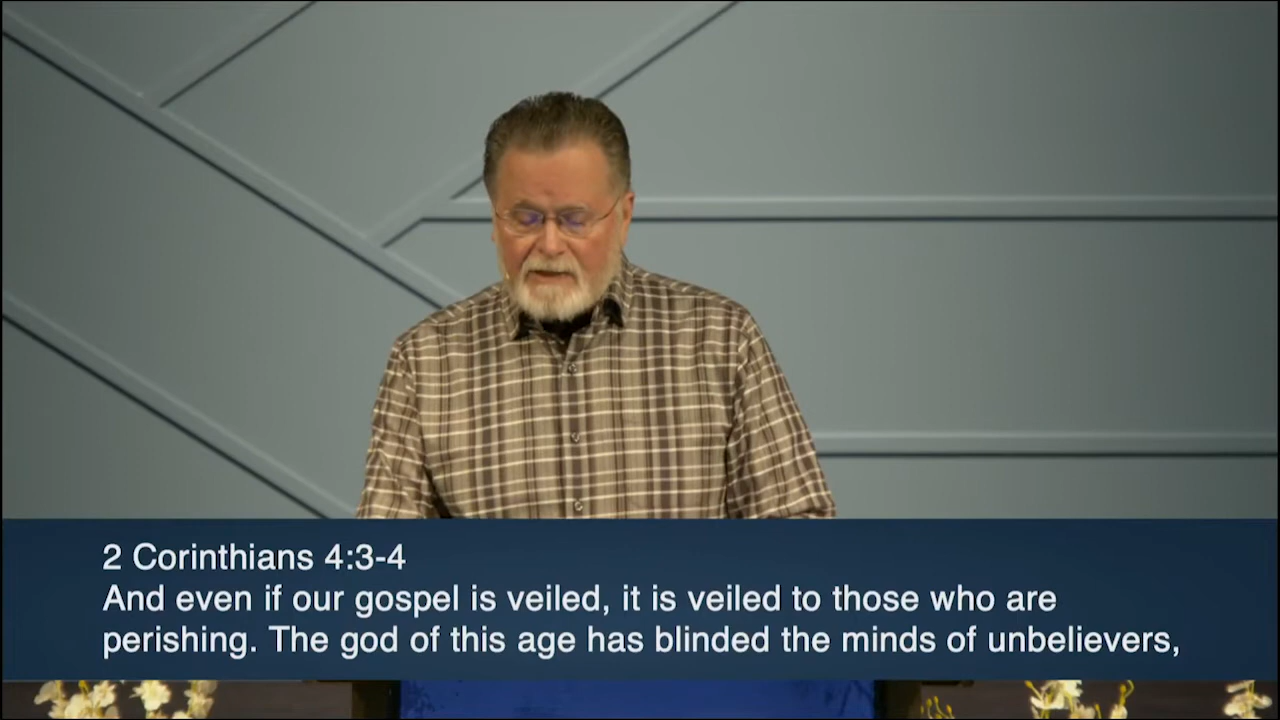 2 Corinthians 4:3-4
And even if our gospel is veiled, it is veiled to those who are
perishing. The god of this age has blinded the minds of unbelievers,